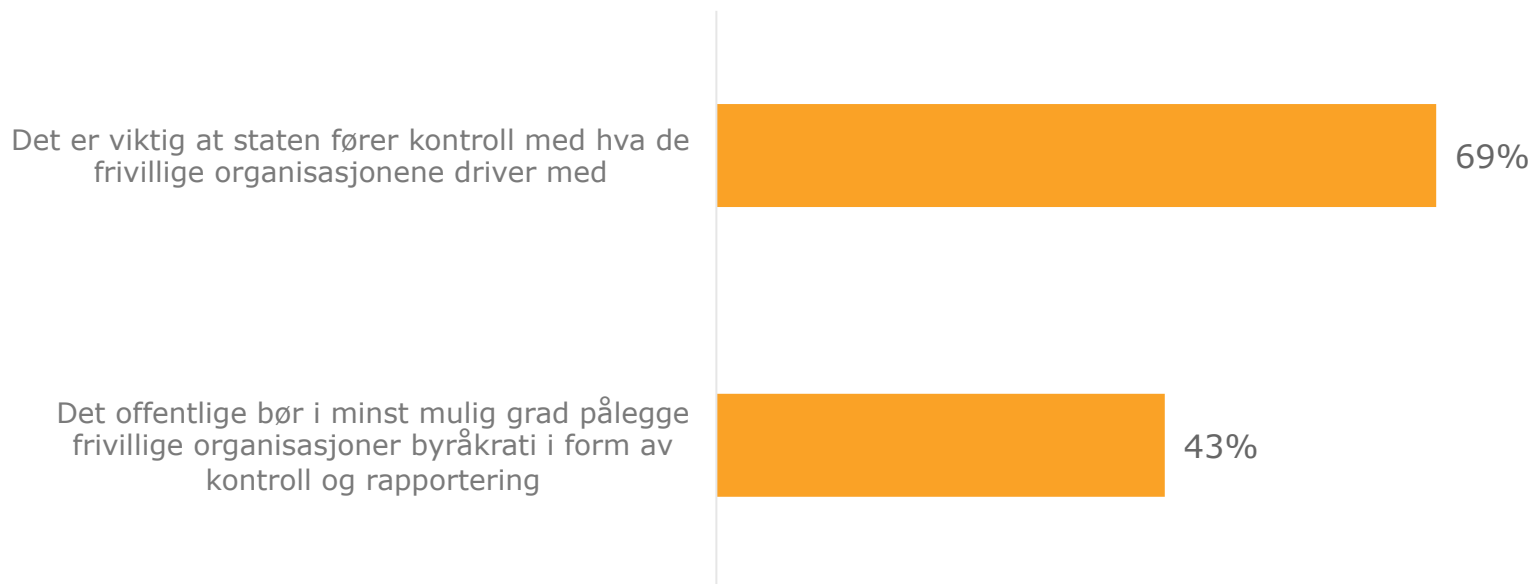 Det er viktig at staten fører kontroll med hva de
frivillige organisasjonene driver med
69%
Det offentlige bør i minst mulig grad pålegge
frivillige organisasjoner byråkrati i form av
kontroll og rapportering
43%